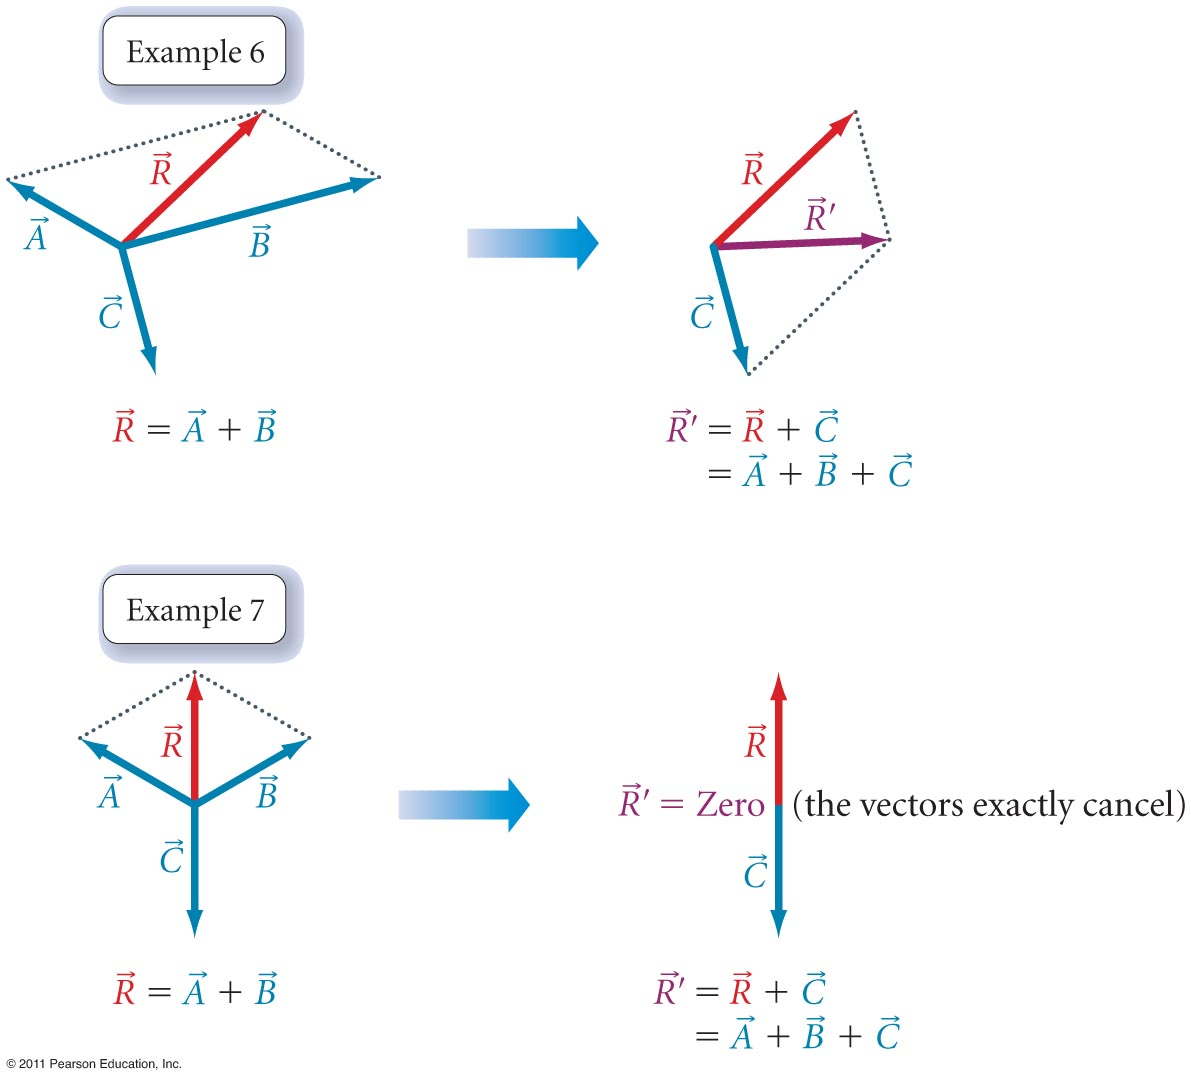 Example 6
R⃗
A⃗
B⃗
C⃗
R⃗ = A⃗ + B⃗
R⃗
R⃗′
C⃗
R⃗′ = R⃗ + C⃗
= A⃗ + B⃗ + C⃗
Example 7
R⃗
A⃗
B⃗
C⃗
R⃗ = A⃗ + B⃗
R⃗
R⃗′ = Zero (the vectors exactly cancel)
C⃗
R⃗′ = R⃗ + C⃗
= A⃗ + B⃗ + C⃗
© 2011 Pearson Education, Inc.